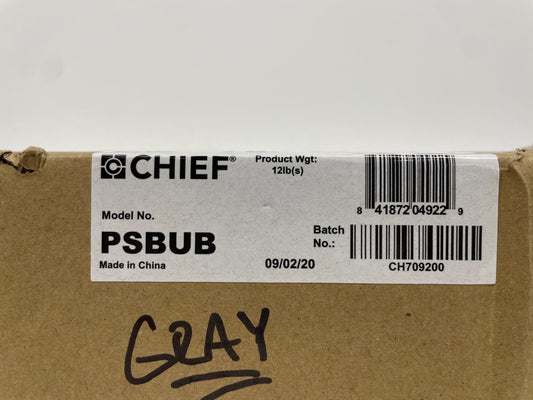 CHIEF®
Product Wgt:
12lb(s)
8 41872 04922 9
Model No.
PSBUB
Batch
No.:
Made in China
09/02/20
CH709200
GRAY